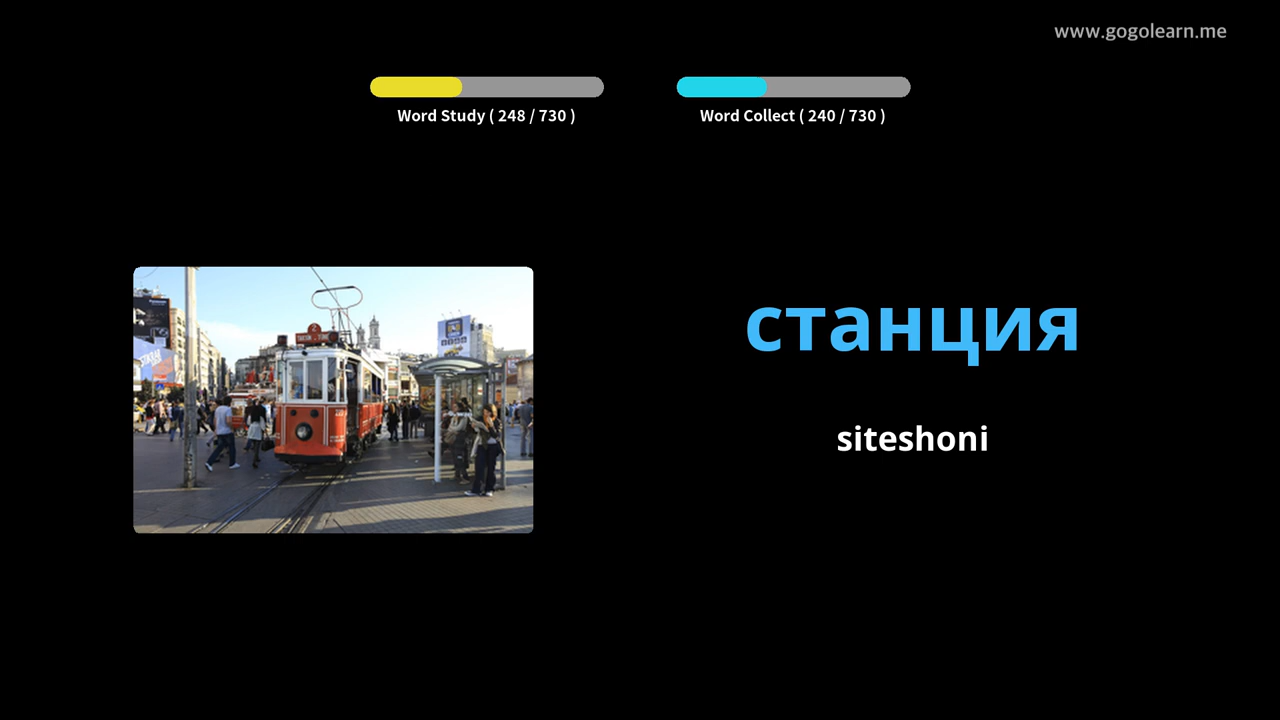 www.gogolearn.me
Word Study ( 248 / 730 )
Word Collect ( 240 / 730 )
станция
siteshoni